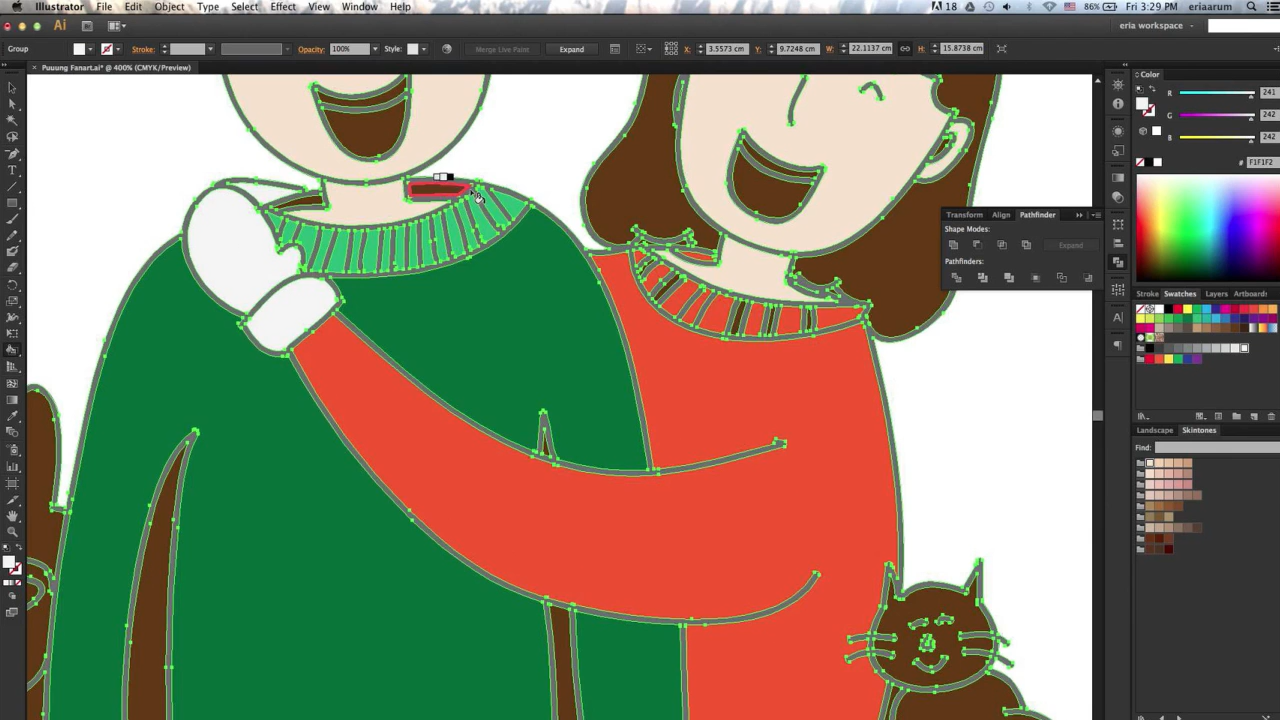 Illustrator File Edit Object Type Select Effect View Window Help
18 86% Fri 3:29 PM eriaarum
Ai eria workspace
Group Stroke: Opacity: 100% Style: Merge Live Paint Expand X: 3.5573 cm Y: 9.7248 cm W: 22.1137 cm H: 15.8738 cm
× Puuung Fanart.ai* @ 400% (CMYK/Preview)
Color
R 241
G 242
B 242
# F1F1F2
Transform Align Pathfinder
Shape Modes:
Expand
Pathfinders:
Stroke Swatches Layers Artboard
Landscape Skintones
Find: